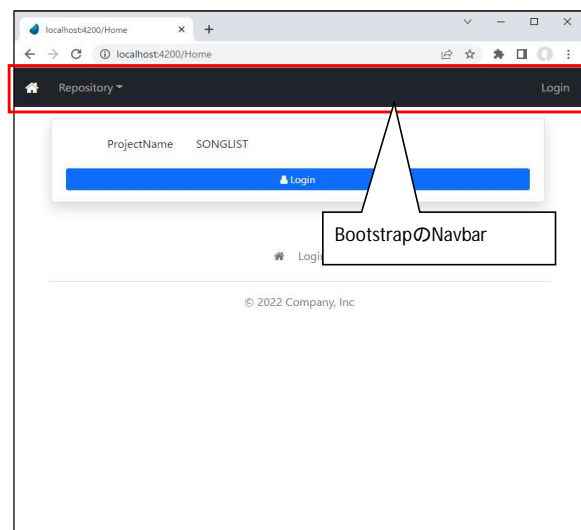 localhost:4200/Home
localhost:4200/Home
Repository
Login
ProjectName SONGLIST
Login
BootstrapのNavbar
© 2022 Company, Inc